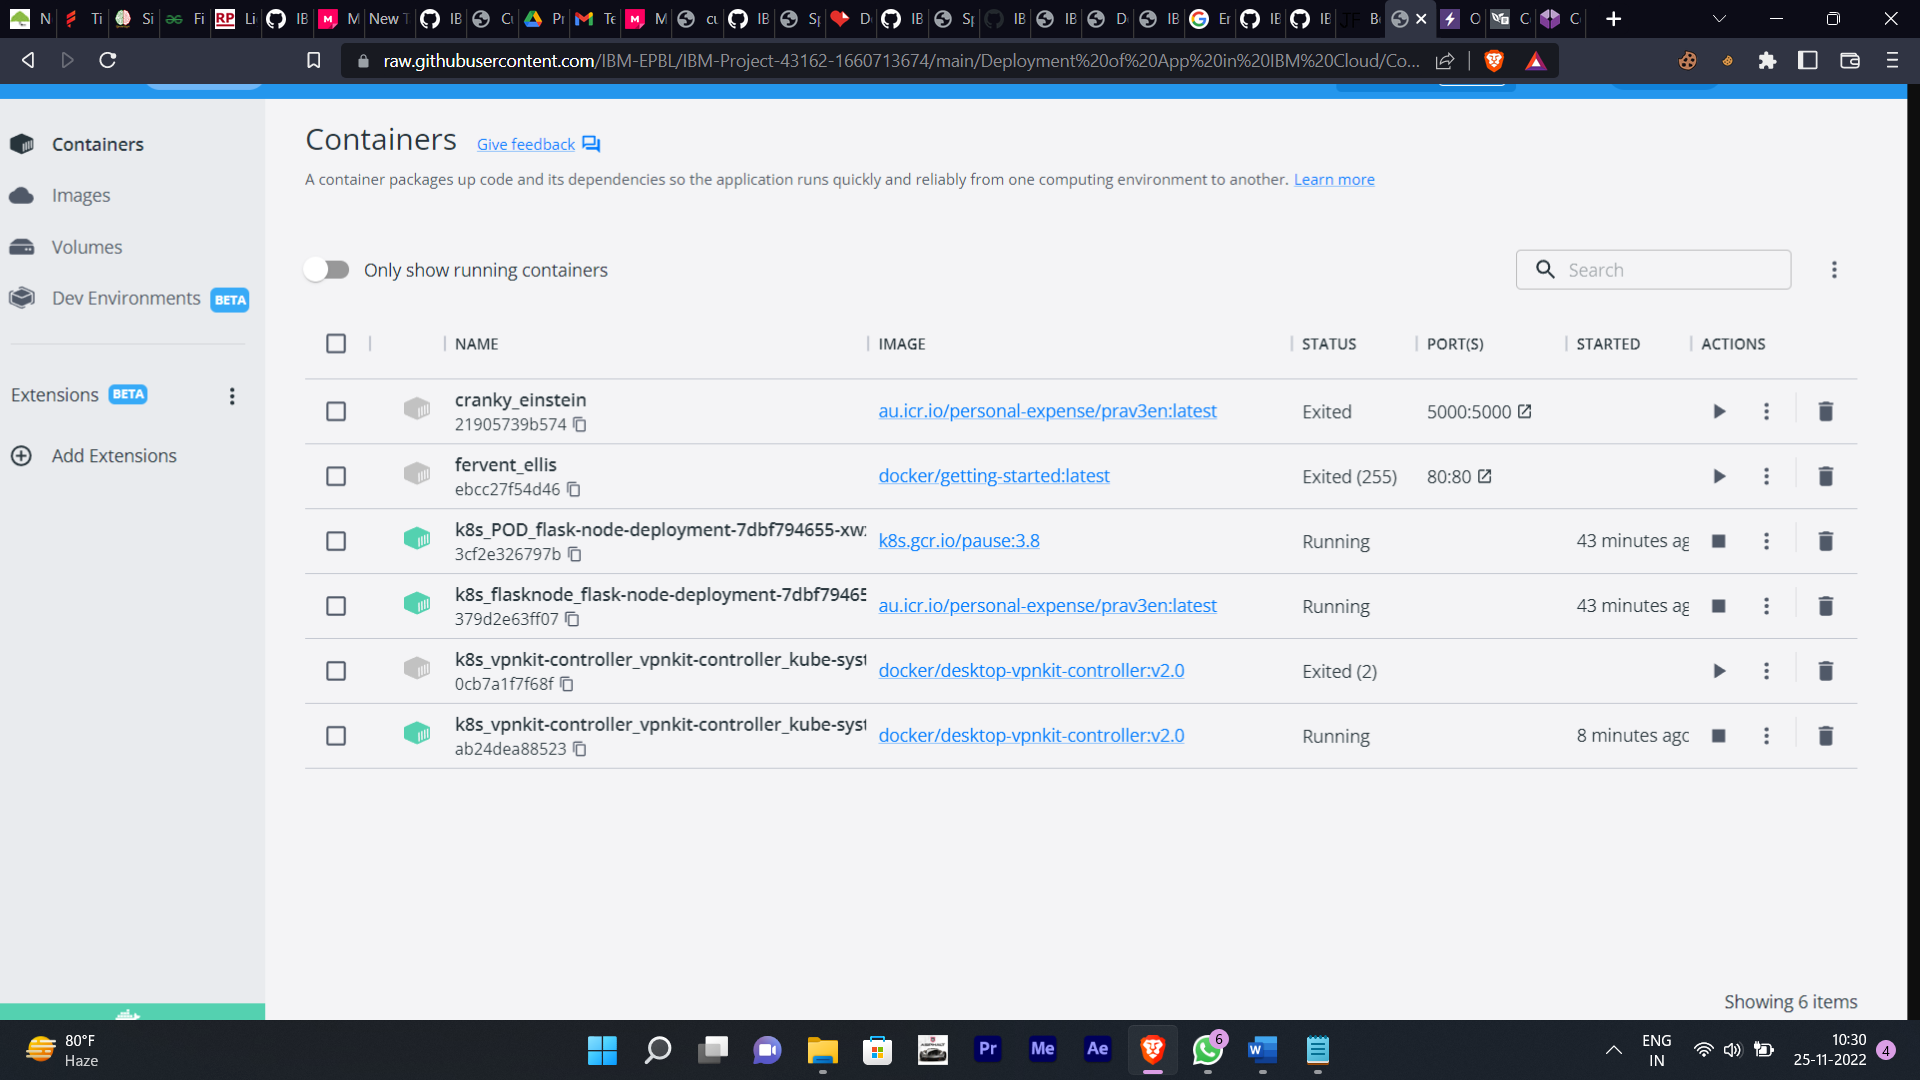 N Ti Si Fi Li IB M New T IB Cu Pr Te M cu IB Sp D IB Sp IB IB D IB Er IB IB B O C C
raw.githubusercontent.com/IBM-EPBL/IBM-Project-43162-1660713674/main/Deployment%20of%20App%20in%20IBM%20Cloud/Co...
Containers
Images
Volumes
Dev Environments BETA
Extensions BETA
Add Extensions
Containers Give feedback
A container packages up code and its dependencies so the application runs quickly and reliably from one computing environment to another. Learn more
Only show running containers
Search
NAME IMAGE STATUS PORT(S) STARTED ACTIONS
cranky_einstein
21905739b574
au.icr.io/personal-expense/prav3en:latest Exited 5000:5000
fervent_ellis
ebcc27f54d46
docker/getting-started:latest Exited (255) 80:80
k8s_POD_flask-node-deployment-7dbf794655-xw
3cf2e326797b
k8s.gcr.io/pause:3.8 Running 43 minutes ag
k8s_flasknode_flask-node-deployment-7dbf79465
379d2e63ff07
au.icr.io/personal-expense/prav3en:latest Running 43 minutes ag
k8s_vpnkit-controller_vpnkit-controller_kube-syst
0cb7a1f7f68f
docker/desktop-vpnkit-controller:v2.0 Exited (2)
k8s_vpnkit-controller_vpnkit-controller_kube-syst
ab24dea88523
docker/desktop-vpnkit-controller:v2.0 Running 8 minutes ago
Showing 6 items
80°F
Haze
Pr Me Ae 6
ENG
IN
10:30
25-11-2022
4